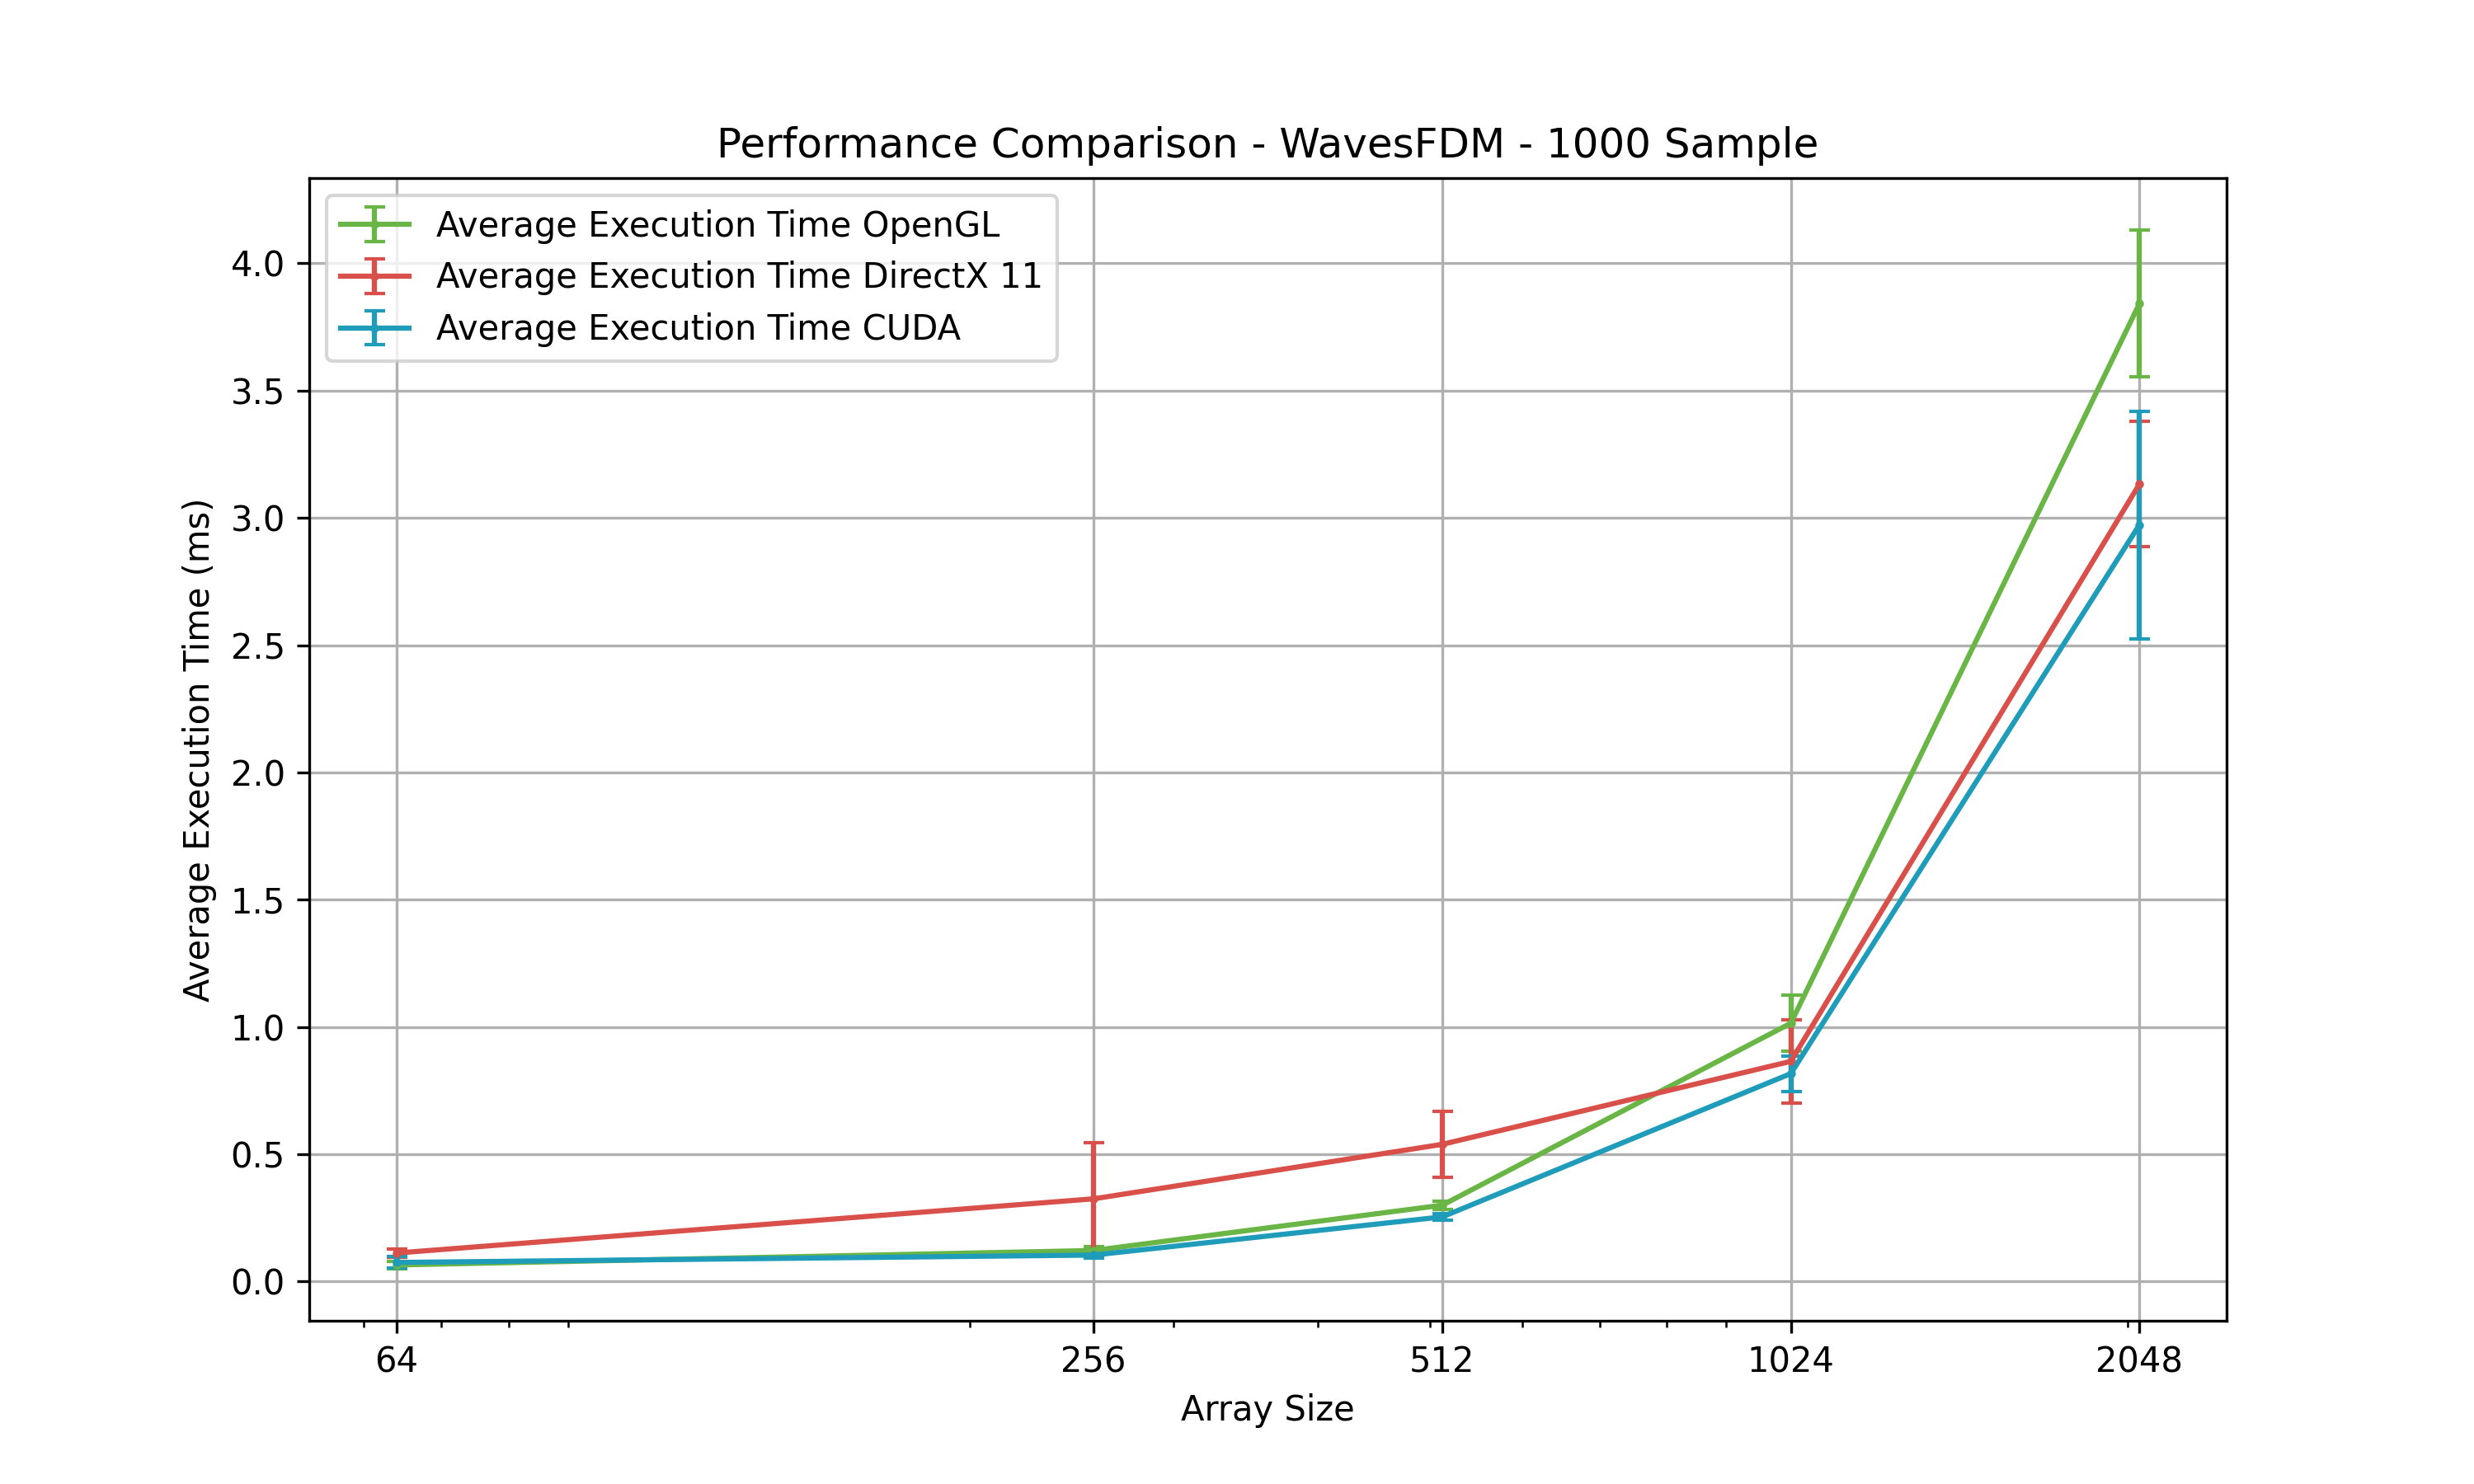 Performance Comparison - WavesFDM - 1000 Sample
Average Execution Time OpenGL
Average Execution Time DirectX 11
Average Execution Time CUDA
Average Execution Time (ms)
4.0
3.5
3.0
2.5
2.0
1.5
1.0
0.5
0.0
64 256 512 1024 2048
Array Size